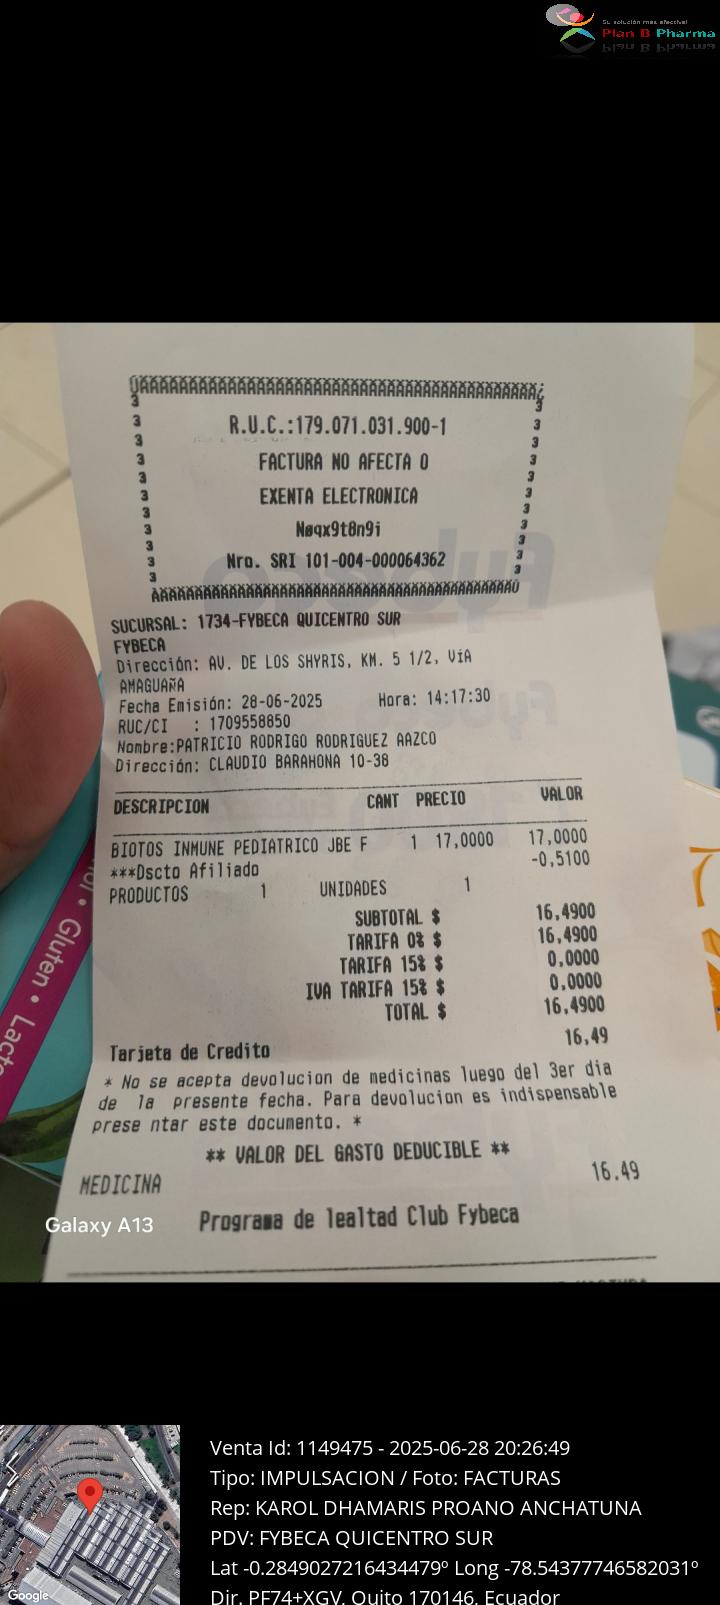 Su solución más efectiva!
Plan B Pharma
R.U.C.:179.071.031.900-1
FACTURA NO AFECTA O
EXENTA ELECTRONICA
Nøqx9t8n9i
Nro. SRI 101-004-000064362
SUCURSAL: 1734-FYBECA QUICENTRO SUR
FYBECA
Dirección: AV. DE LOS SHYRIS, KM. 5 1/2, VíA
AMAGUAñA
Fecha Emisión: 28-06-2025 Hora: 14:17:30
RUC/CI : 1709558850
Nombre:PATRICIO RODRIGO RODRIGUEZ AAZCO
Dirección: CLAUDIO BARAHONA 10-38
DESCRIPCION CANT PRECIO VALOR
BIOTOS INMUNE PEDIATRICO JBE F 1 17,0000 17,0000
***Dscto Afiliado -0,5100
PRODUCTOS 1 UNIDADES 1
SUBTOTAL $ 16,4900
TARIFA 0% $ 16,4900
TARIFA 15% $ 0,0000
IVA TARIFA 15% $ 0,0000
TOTAL $ 16,4900
Tarjeta de Credito 16,49
* No se acepta devolucion de medicinas luego del 3er dia
de la presente fecha. Para devolucion es indispensable
prese ntar este documento. *
** VALOR DEL GASTO DEDUCIBLE **
MEDICINA 16.49
Programa de lealtad Club Fybeca
Gluten • Lacto
Galaxy A13
Google
Venta Id: 1149475 - 2025-06-28 20:26:49
Tipo: IMPULSACION / Foto: FACTURAS
Rep: KAROL DHAMARIS PROANO ANCHATUNA
PDV: FYBECA QUICENTRO SUR
Lat -0.2849027216434479º Long -78.54377746582031º
Dir. PF74+XGV, Quito 170146, Ecuador